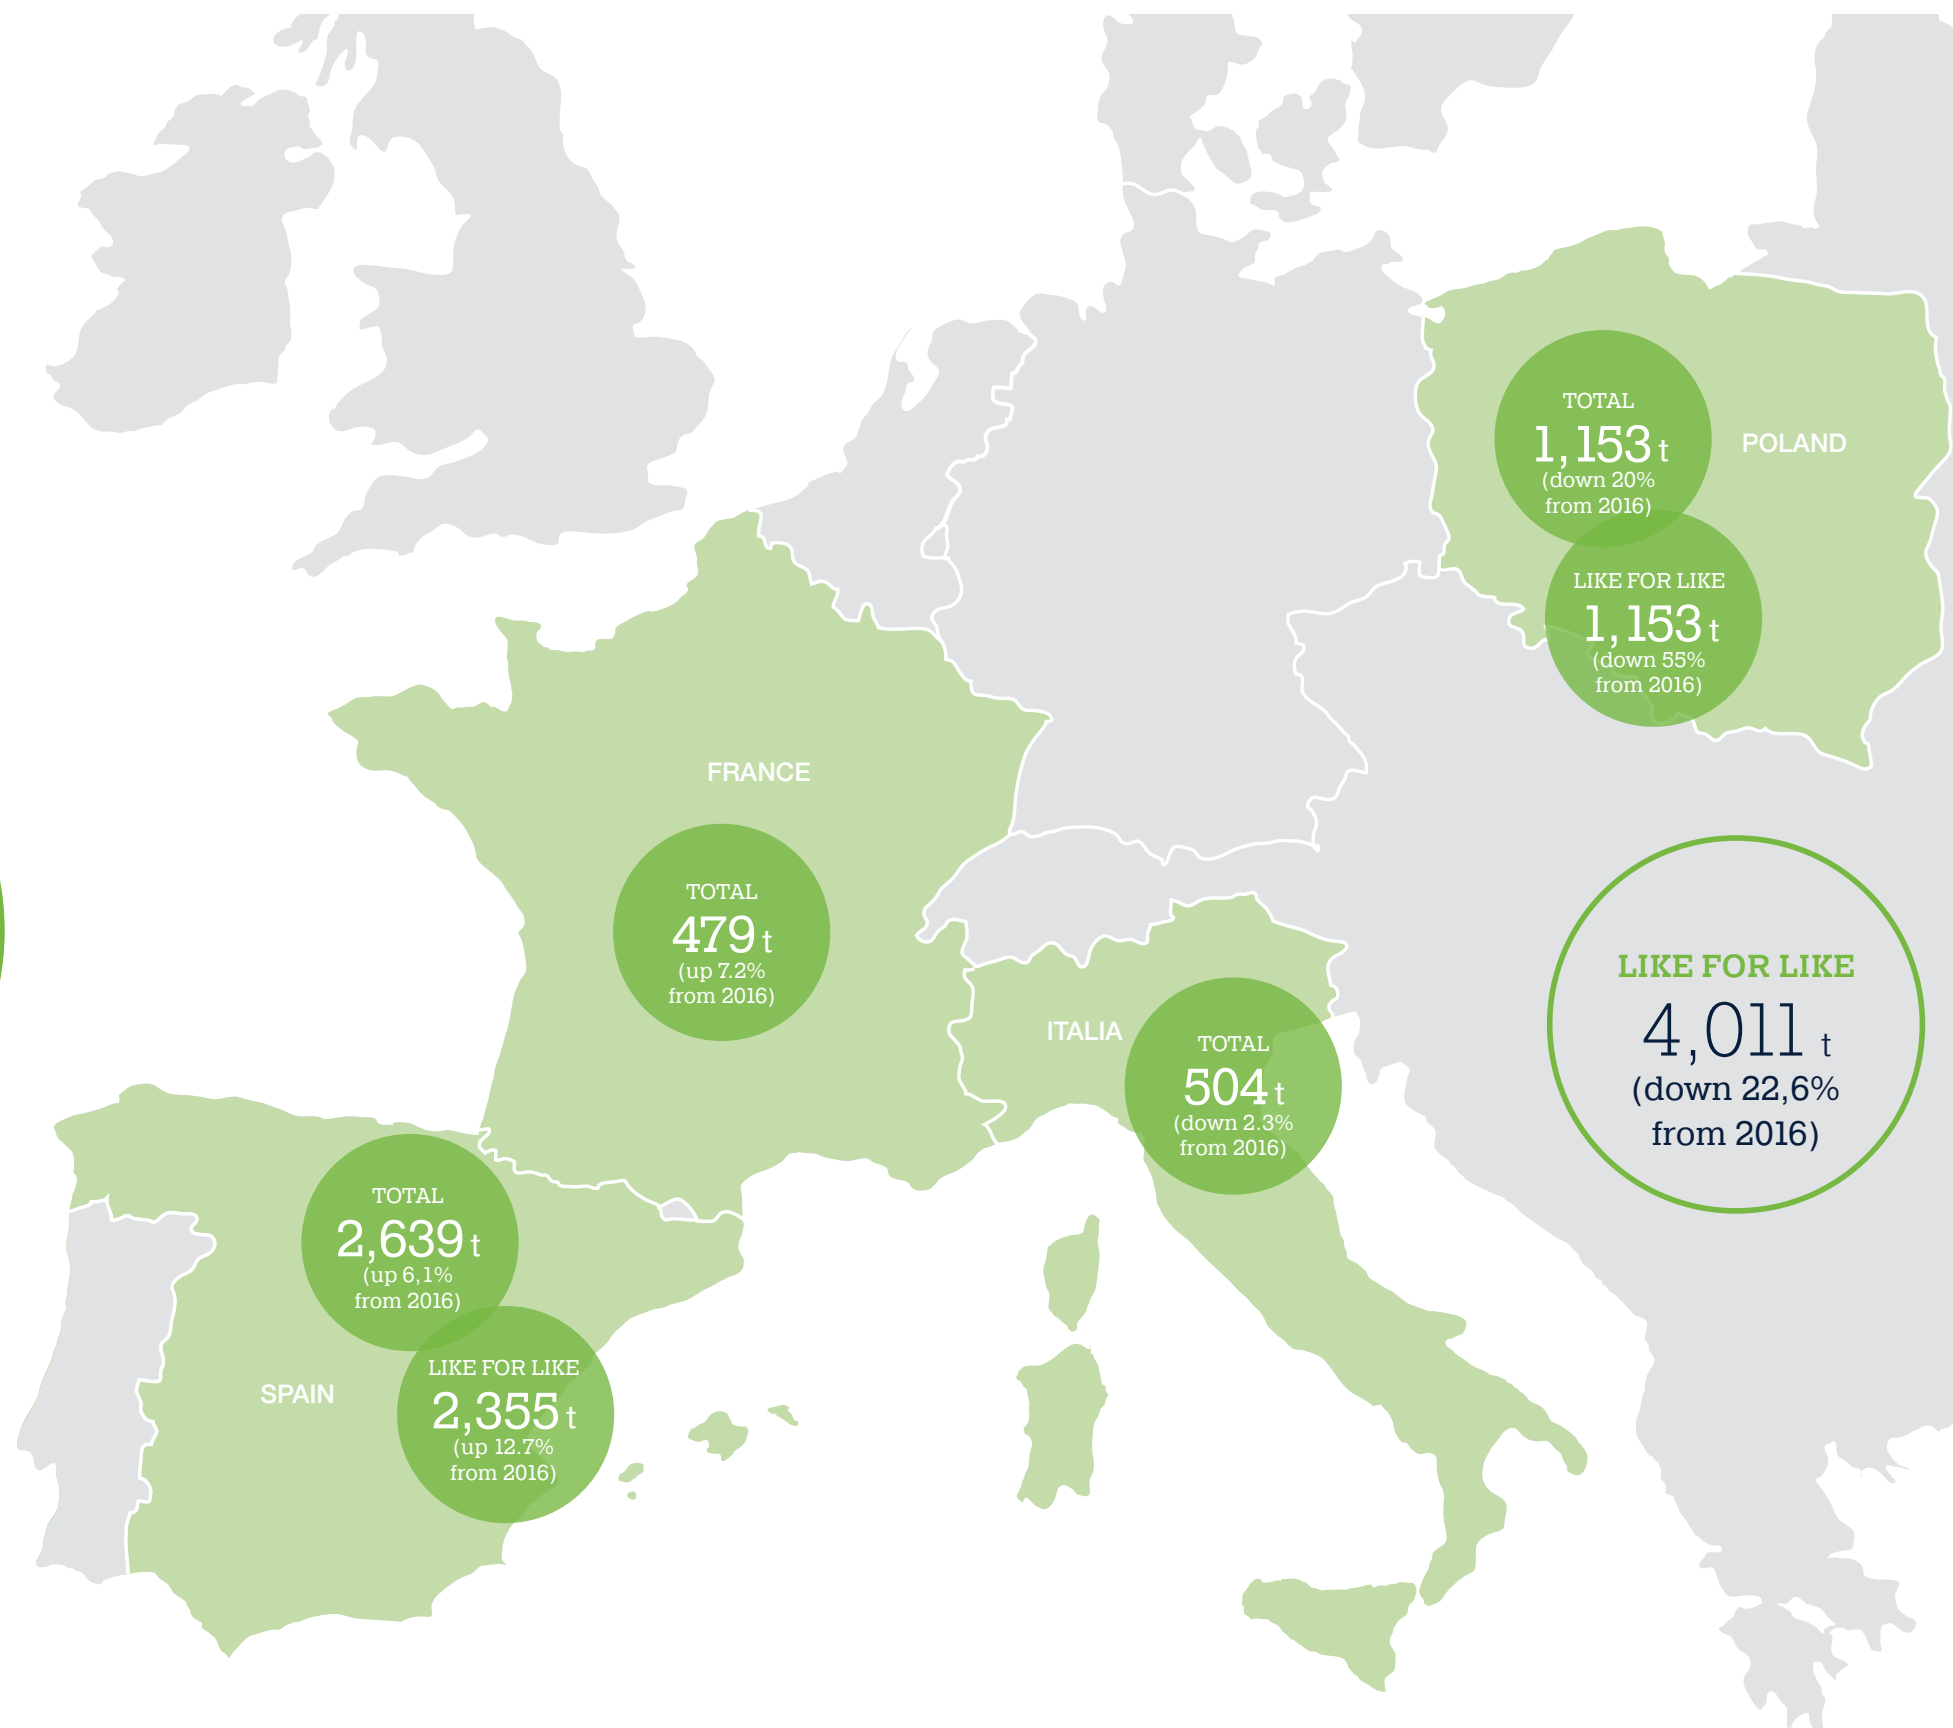 TOTAL
1,153 t
(down 20%
from 2016)
POLAND
LIKE FOR LIKE
1,153 t
(down 55%
from 2016)
FRANCE
TOTAL
479 t
(up 7.2%
from 2016)
ITALIA
TOTAL
504 t
(down 2.3%
from 2016)
LIKE FOR LIKE
4,011 t
(down 22,6%
from 2016)
TOTAL
2,639 t
(up 6,1%
from 2016)
SPAIN
LIKE FOR LIKE
2,355 t
(up 12.7%
from 2016)